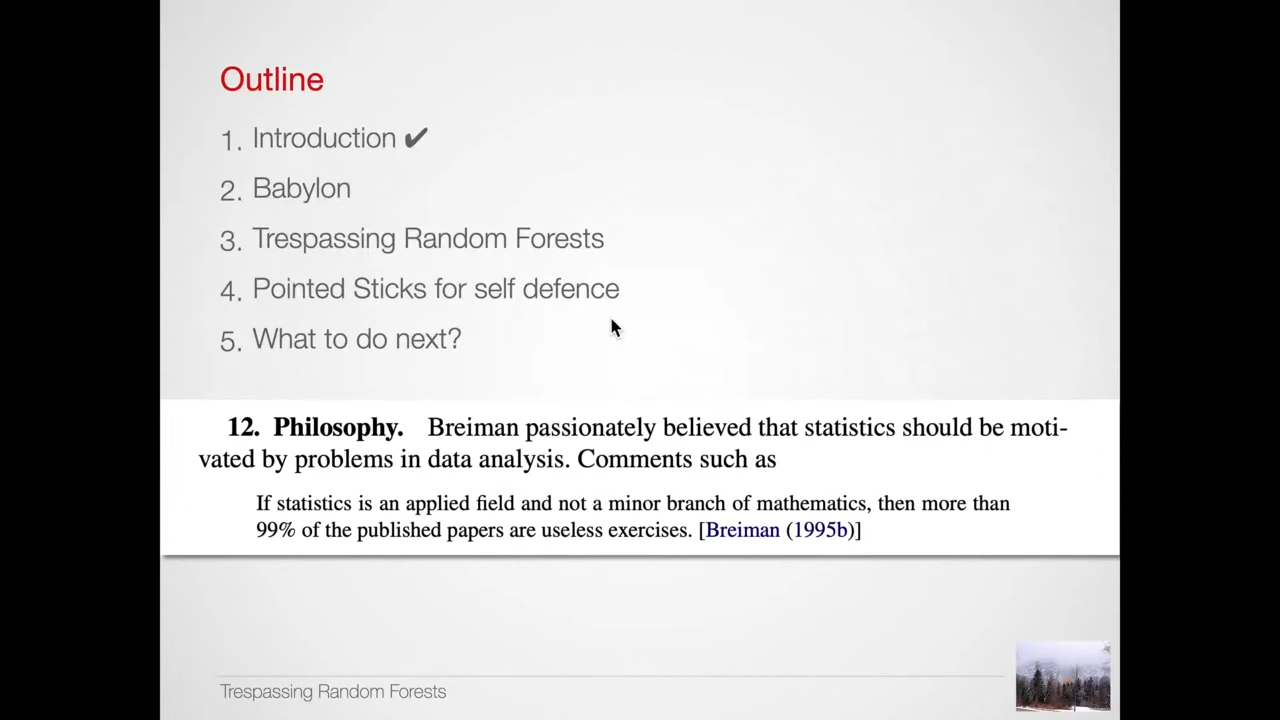 Outline
1. Introduction ✔
2. Babylon
3. Trespassing Random Forests
4. Pointed Sticks for self defence
5. What to do next?
12. Philosophy. Breiman passionately believed that statistics should be moti-
vated by problems in data analysis. Comments such as
If statistics is an applied field and not a minor branch of mathematics, then more than
99% of the published papers are useless exercises. [Breiman (1995b)]
Trespassing Random Forests